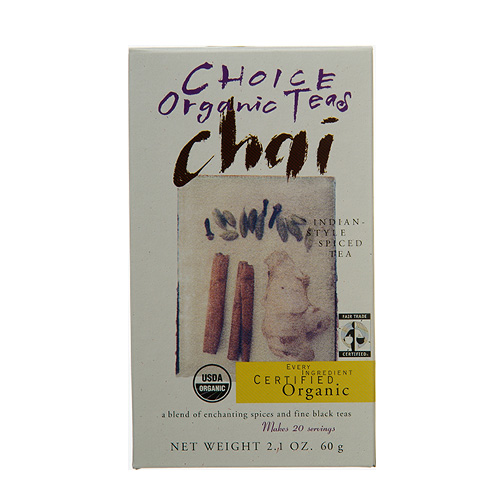 CHOICE
Organic Teas
chai
INDIAN-
STYLE
SPICED
TEA
FAIR TRADE
CERTIFIED
EVERY
INGREDIENT
CERTIFIED
Organic
USDA
ORGANIC
a blend of enchanting spices and fine black teas
Makes 20 servings
NET WEIGHT 2.1 OZ. 60 g